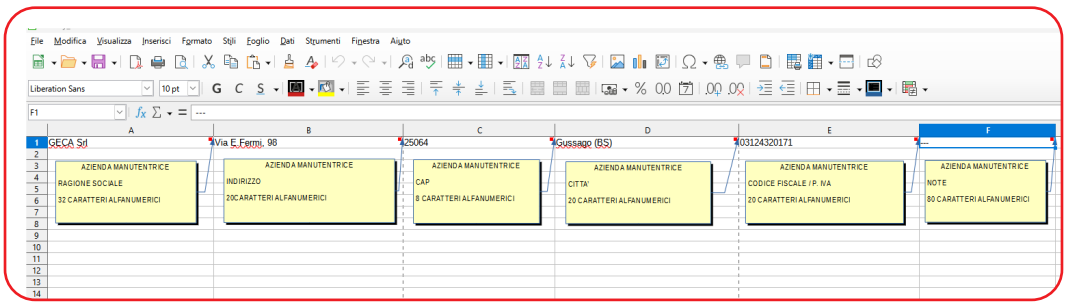 File Modifica Visualizza Inserisci Formato Stili Foglio Dati Strumenti Finestra Aiuto
Liberation Sans 10 pt G C S % 0,0 .00 .00
F1 fx Σ = ---
A B C D E F
1 GECA Srl Via E.Fermi, 98 25064 Gussago (BS) 03124320171 ---
2
3 AZIENDA MANUTENTRICE AZIENDA MANUTENTRICE AZIENDA MANUTENTRICE AZIENDA MANUTENTRICE AZIENDA MANUTENTRICE AZIENDA MANUTENTRICE
4 RAGIONE SOCIALE INDIRIZZO CAP CITTA' CODICE FISCALE / P. IVA NOTE
5
6 32 CARATTERI ALFANUMERICI 20CARATTERI ALFANUMERICI 8 CARATTERI ALFANUMERICI 20 CARATTERI ALFANUMERICI 20 CARATTERI ALFANUMERICI 80 CARATTERI ALFANUMERICI
7
8
9
10
11
12
13
14